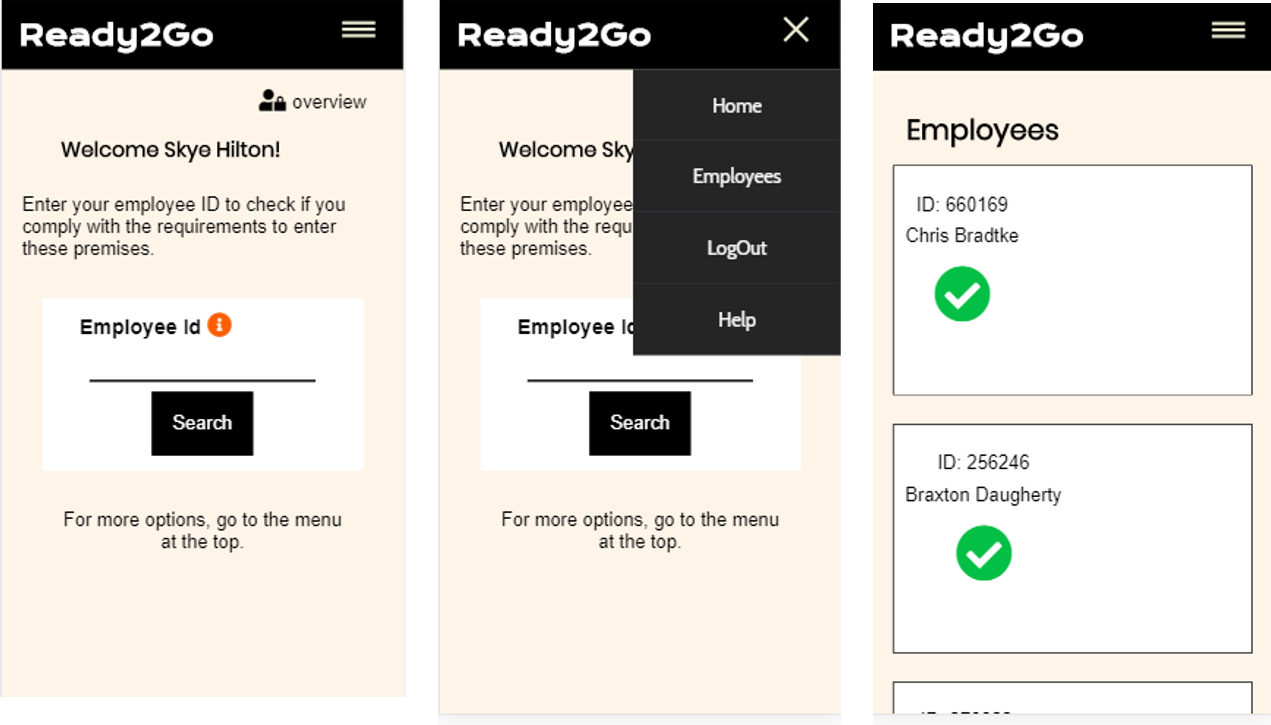 Ready2Go
overview
Welcome Skye Hilton!
Enter your employee ID to check if you
comply with the requirements to enter
these premises.
Employee Id
Search
For more options, go to the menu
at the top.
Ready2Go
Home
Employees
LogOut
Help
Welcome Sky
Enter your employee
comply with the requ
these premises.
Employee Id
Search
For more options, go to the menu
at the top.
Ready2Go
Employees
ID: 660169
Chris Bradtke
ID: 256246
Braxton Daugherty